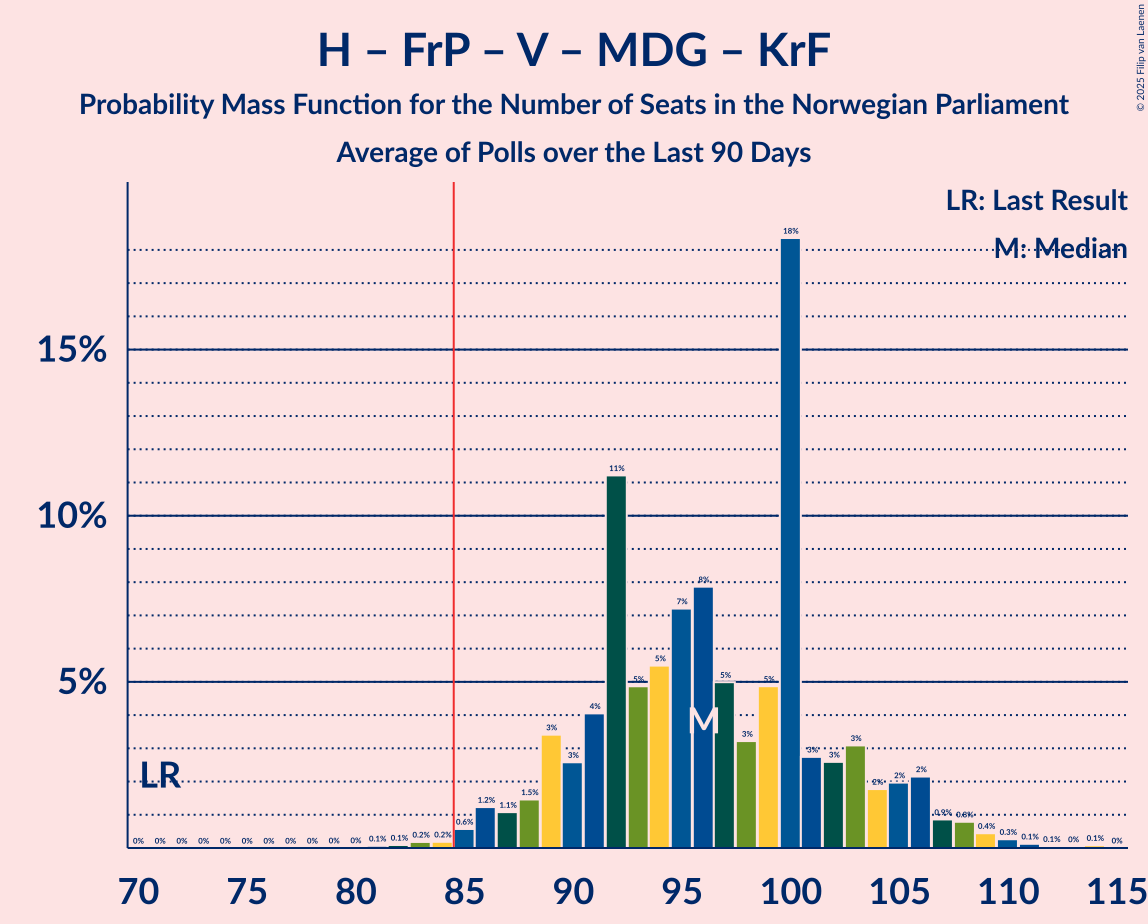 H – FrP – V – MDG – KrF
Probability Mass Function for the Number of Seats in the Norwegian Parliament
Average of Polls over the Last 90 Days
© 2025 Filip van Laenen
LR: Last Result
M: Median
15%
10%
5%
LR
M
0% 0% 0% 0% 0% 0% 0% 0% 0% 0% 0% 0.1% 0.1% 0.2% 0.2% 0.6% 1.2% 1.1% 1.5% 3% 3% 4% 11% 5% 5% 7% 8% 5% 3% 5% 18% 3% 3% 3% 2% 2% 2% 0.9% 0.8% 0.4% 0.3% 0.1% 0.1% 0% 0.1% 0%
70 75 80 85 90 95 100 105 110 115